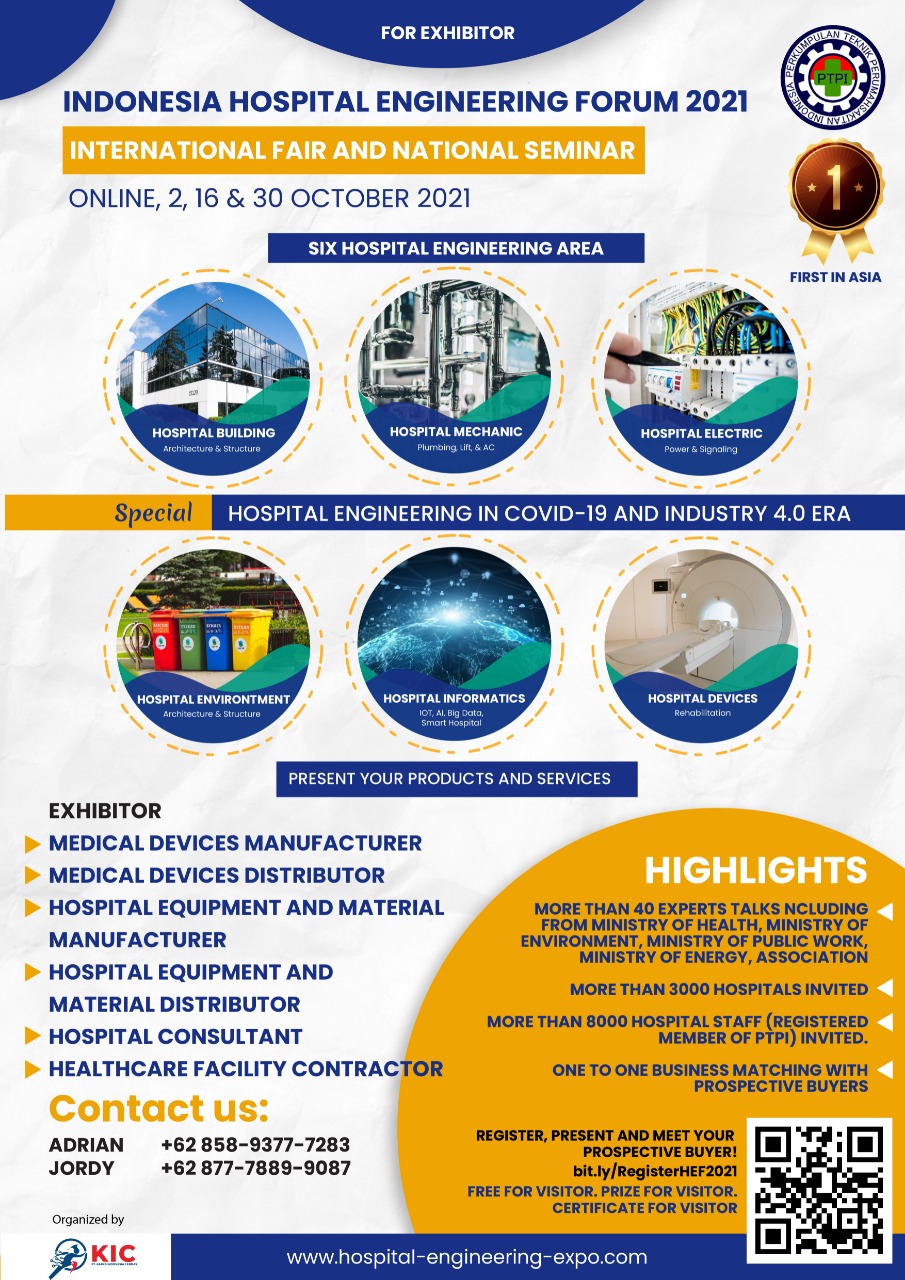 FOR EXHIBITOR
PERKUMPULAN TEKNIK PERUMAHSAKITAN INDONESIA
PTPI
INDONESIA HOSPITAL ENGINEERING FORUM 2021
INTERNATIONAL FAIR AND NATIONAL SEMINAR
ONLINE, 2, 16 & 30 OCTOBER 2021
1
FIRST IN ASIA
SIX HOSPITAL ENGINEERING AREA
HOSPITAL BUILDING
Architecture & Structure
HOSPITAL MECHANIC
Plumbing, Lift, & AC
HOSPITAL ELECTRIC
Power & Signaling
Special
HOSPITAL ENGINEERING IN COVID-19 AND INDUSTRY 4.0 ERA
HOSPITAL ENVIRONTMENT
Architecture & Structure
HOSPITAL INFORMATICS
IOT, AI, Big Data,
Smart Hospital
HOSPITAL DEVICES
Rehabilitation
PRESENT YOUR PRODUCTS AND SERVICES
EXHIBITOR
MEDICAL DEVICES MANUFACTURER
MEDICAL DEVICES DISTRIBUTOR
HOSPITAL EQUIPMENT AND MATERIAL
MANUFACTURER
HOSPITAL EQUIPMENT AND
MATERIAL DISTRIBUTOR
HOSPITAL CONSULTANT
HEALTHCARE FACILITY CONTRACTOR
Contact us:
ADRIAN +62 858-9377-7283
JORDY +62 877-7889-9087
HIGHLIGHTS
MORE THAN 40 EXPERTS TALKS NCLUDING
FROM MINISTRY OF HEALTH, MINISTRY OF
ENVIRONMENT, MINISTRY OF PUBLIC WORK,
MINISTRY OF ENERGY, ASSOCIATION
MORE THAN 3000 HOSPITALS INVITED
MORE THAN 8000 HOSPITAL STAFF (REGISTERED
MEMBER OF PTPI) INVITED.
ONE TO ONE BUSINESS MATCHING WITH
PROSPECTIVE BUYERS
REGISTER, PRESENT AND MEET YOUR
PROSPECTIVE BUYER!
bit.ly/RegisterHEF2021
FREE FOR VISITOR. PRIZE FOR VISITOR.
CERTIFICATE FOR VISITOR
Organized by
KIC
www.hospital-engineering-expo.com